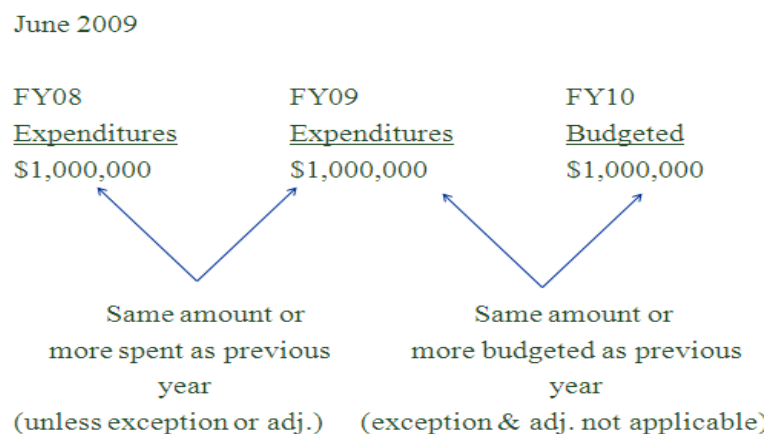 June 2009
FY08 FY09 FY10
Expenditures Expenditures Budgeted
$1,000,000 $1,000,000 $1,000,000
Same amount or
more spent as previous
year
(unless exception or adj.)
Same amount or
more budgeted as previous
year
(exception & adj. not applicable)